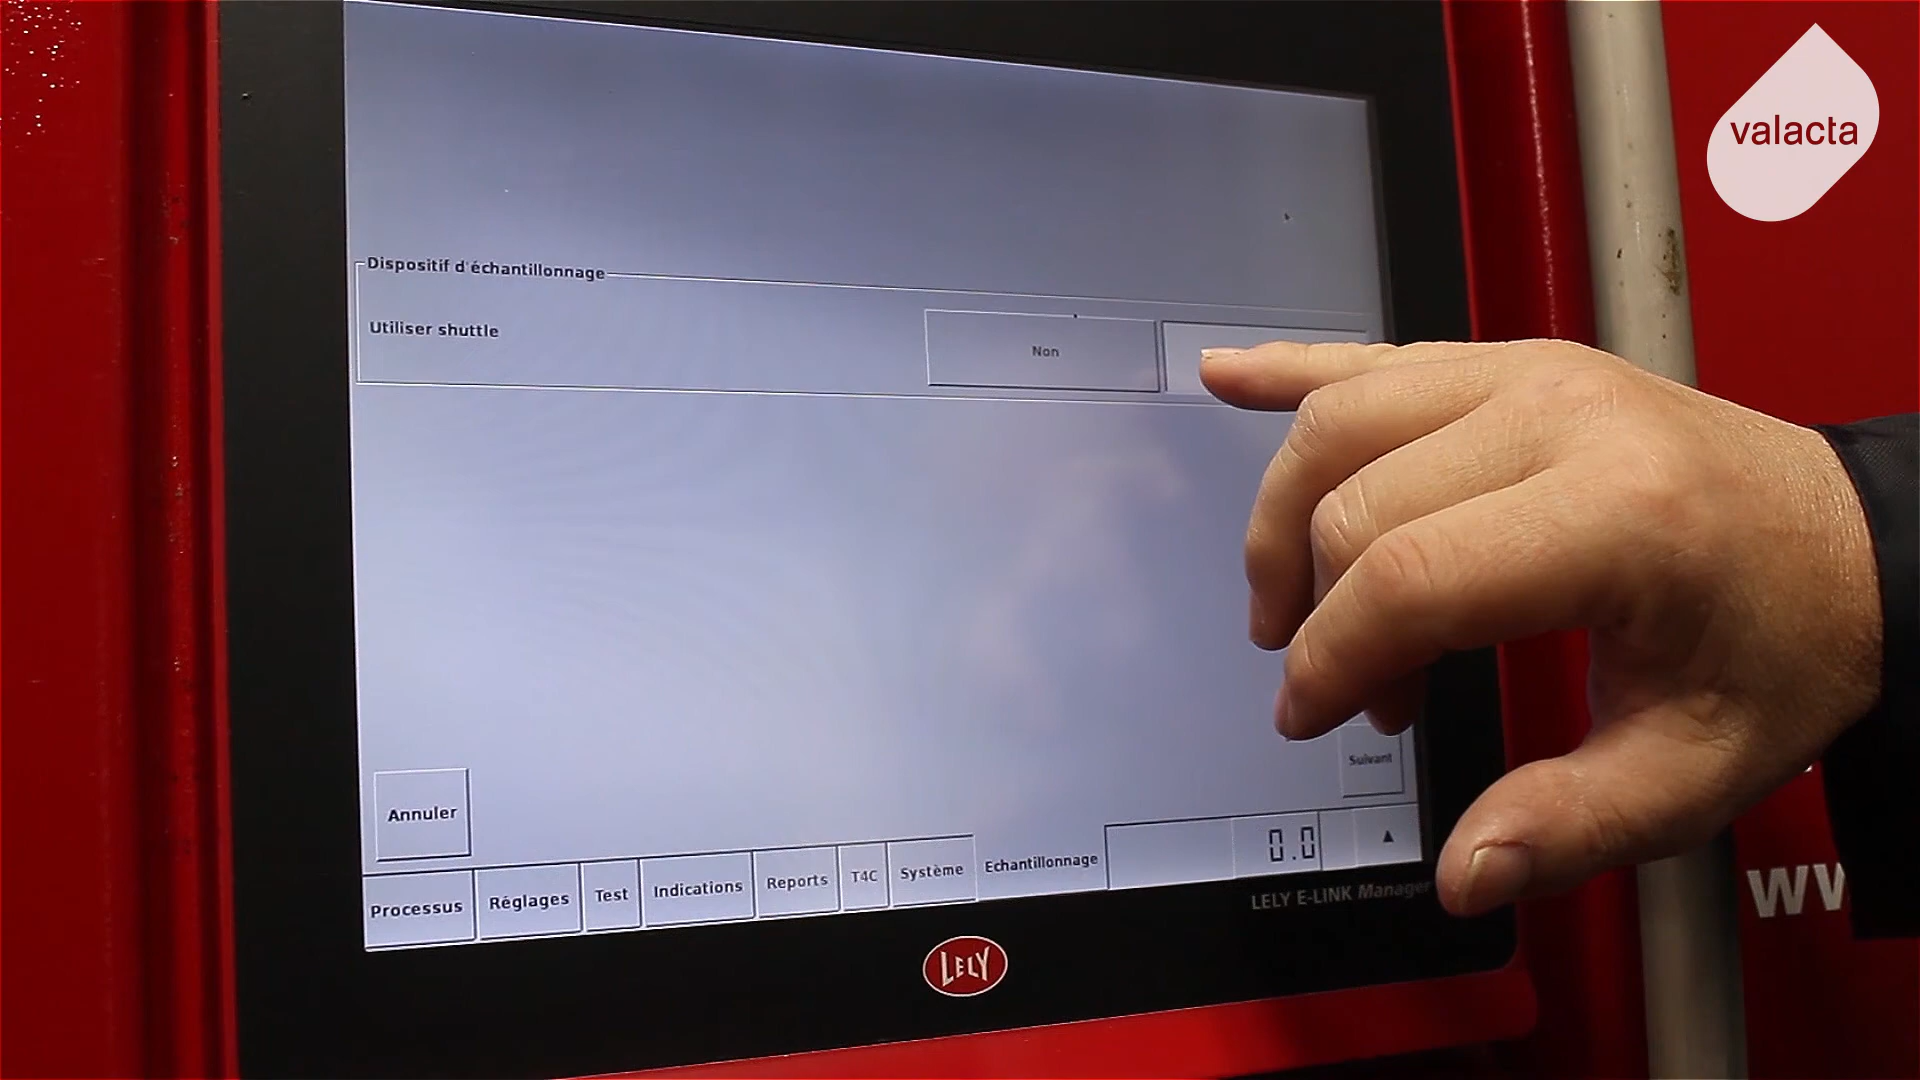 valacta
Dispositif d'échantillonnage
Utiliser shuttle
Non
Suivant
Annuler
Processus
Réglages
Test
Indications
Reports
T4C
Système
Echantillonnage
0.0
▲
LELY E-LINK Manager
LELY